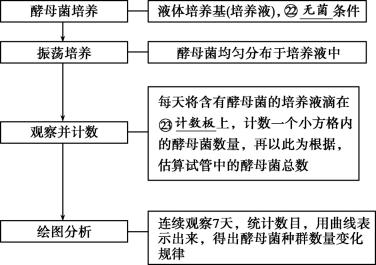 酵母菌培养
液体培养基(培养液),㉒无菌条件
振荡培养
酵母菌均匀分布于培养液中
观察并计数
每天将含有酵母菌的培养液滴在
㉓计数板上，计数一个小方格内
的酵母菌数量，再以此为根据，
估算试管中的酵母菌总数
绘图分析
连续观察7天，统计数目，用曲线表
示出来，得出酵母菌种群数量变化
规律